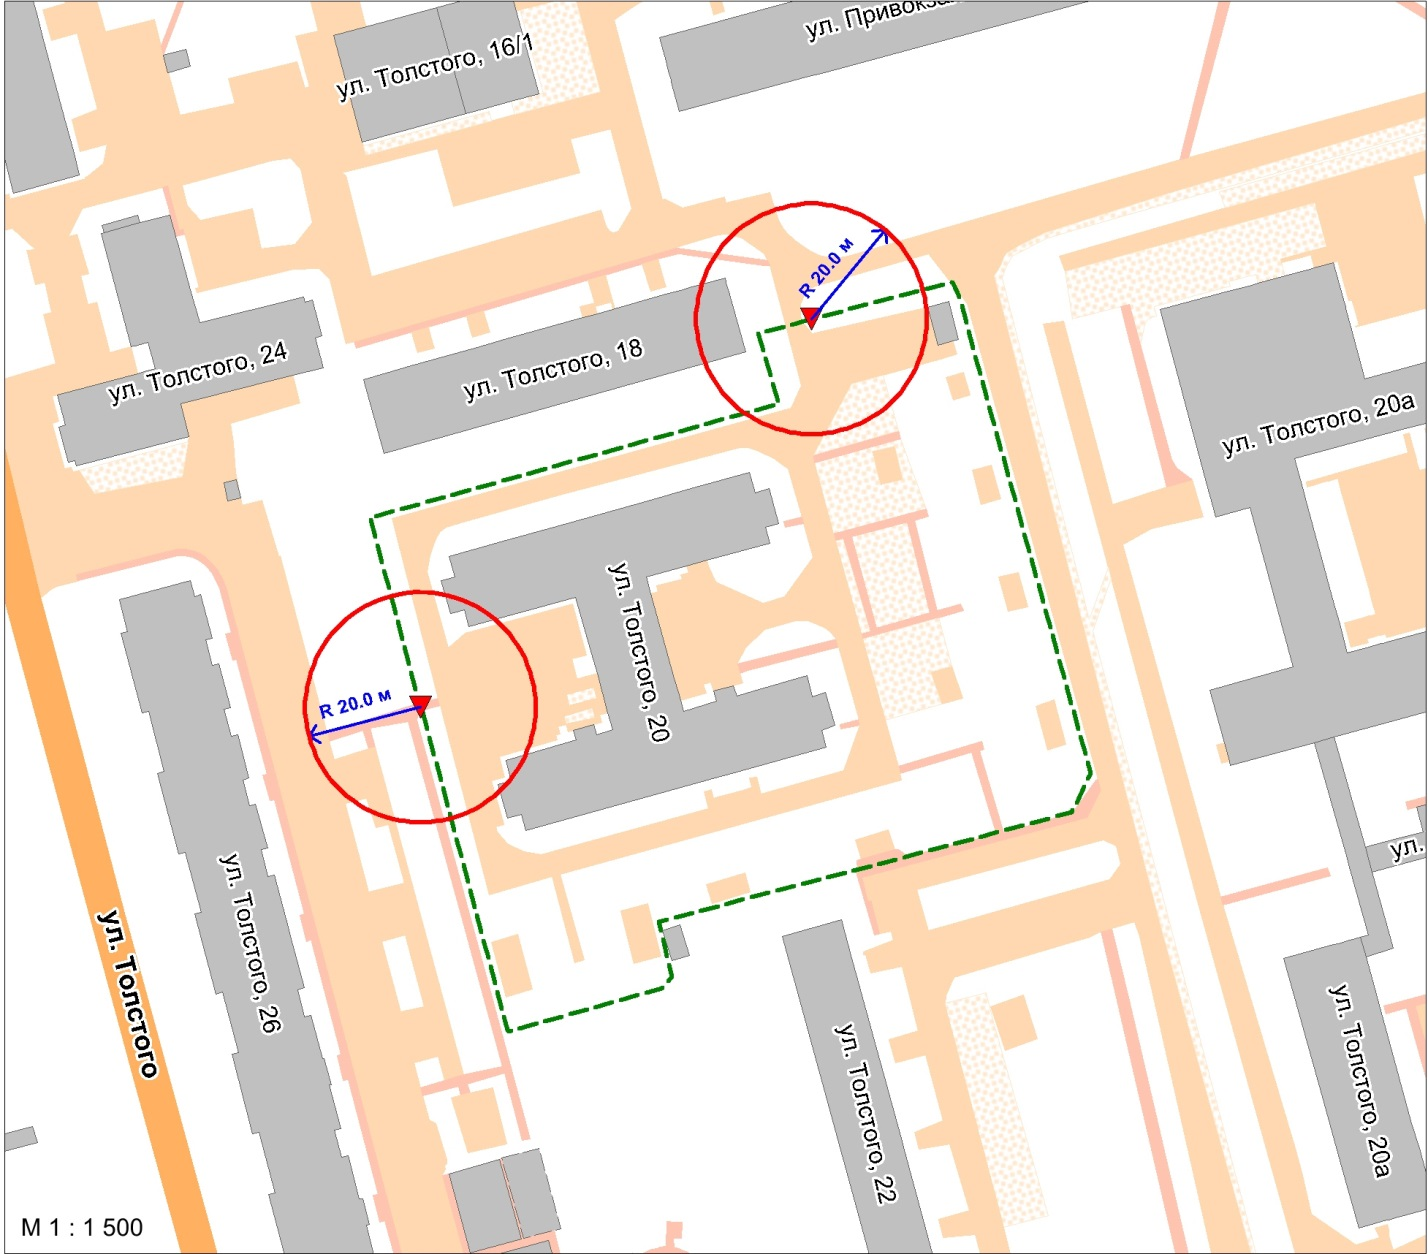 ул. Привокза
ул. Толстого, 16/1
R 20.0 м
ул. Толстого, 24
ул. Толстого, 18
ул. Толстого, 20а
ул. Толстого, 20
R 20.0 м
ул. Толстого, 26
ул.
ул. Толстого
ул. Толстого, 22
ул. Толстого, 20а
М 1 : 1 500